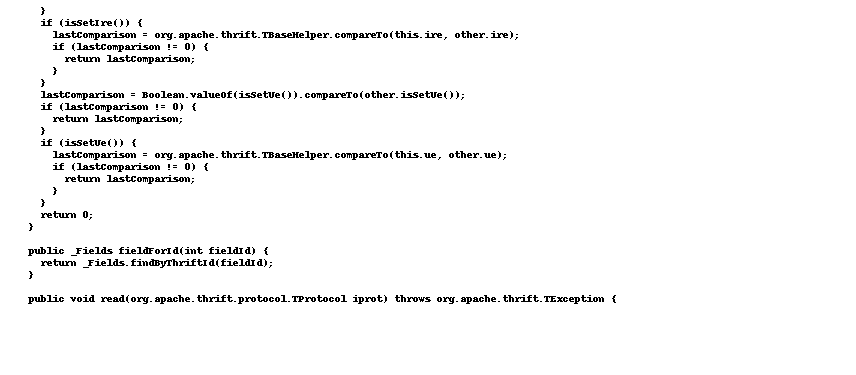 }
if (isSetIre()) {
lastComparison = org.apache.thrift.TBaseHelper.compareTo(this.ire, other.ire);
if (lastComparison != 0) {
return lastComparison;
}
}
lastComparison = Boolean.valueOf(isSetUe()).compareTo(other.isSetUe());
if (lastComparison != 0) {
return lastComparison;
}
if (isSetUe()) {
lastComparison = org.apache.thrift.TBaseHelper.compareTo(this.ue, other.ue);
if (lastComparison != 0) {
return lastComparison;
}
}
return 0;
}
public _Fields fieldForId(int fieldId) {
return _Fields.findByThriftId(fieldId);
}
public void read(org.apache.thrift.protocol.TProtocol iprot) throws org.apache.thrift.TException {